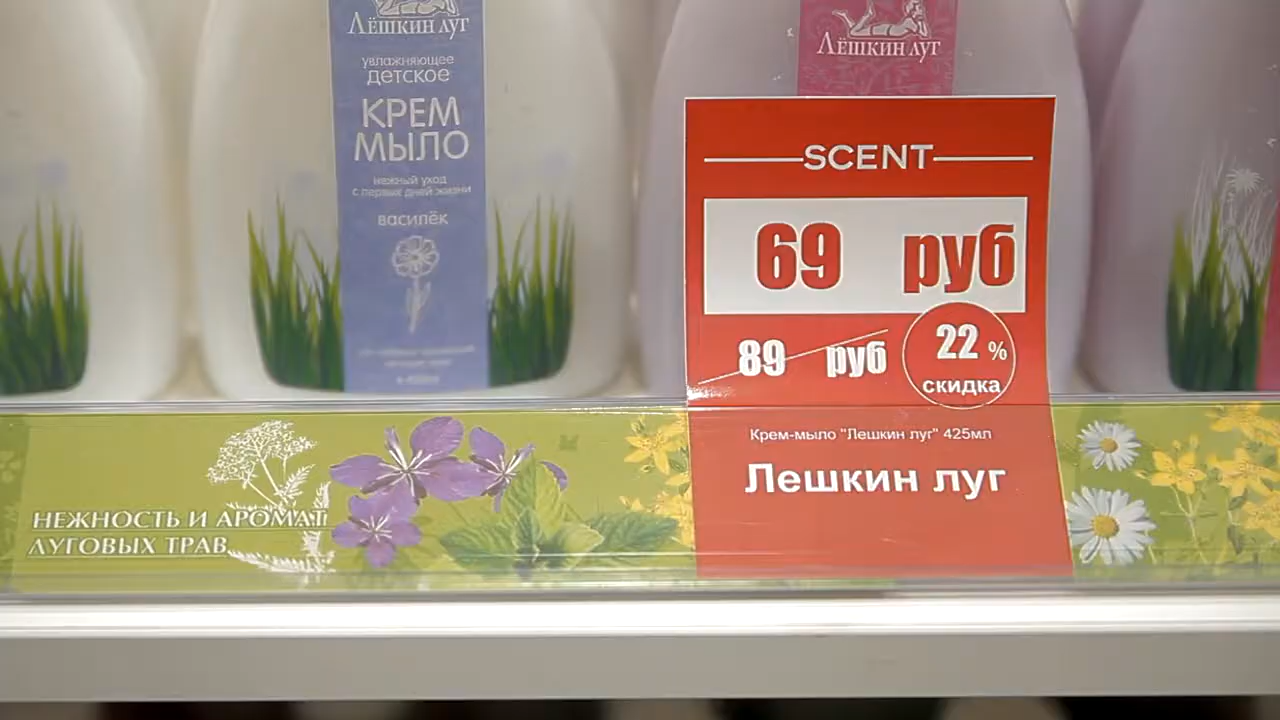 Лёшкин луг
увлажняющее
детское
КРЕМ
МЫЛО
нежный уход
с первых дней жизни
василёк
Лёшкин луг
SCENT
69 руб
89 руб
22 %
скидка
Крем-мыло "Лешкин луг" 425мл
Лешкин луг
НЕЖНОСТЬ И АРОМАТ
ЛУГОВЫХ ТРАВ